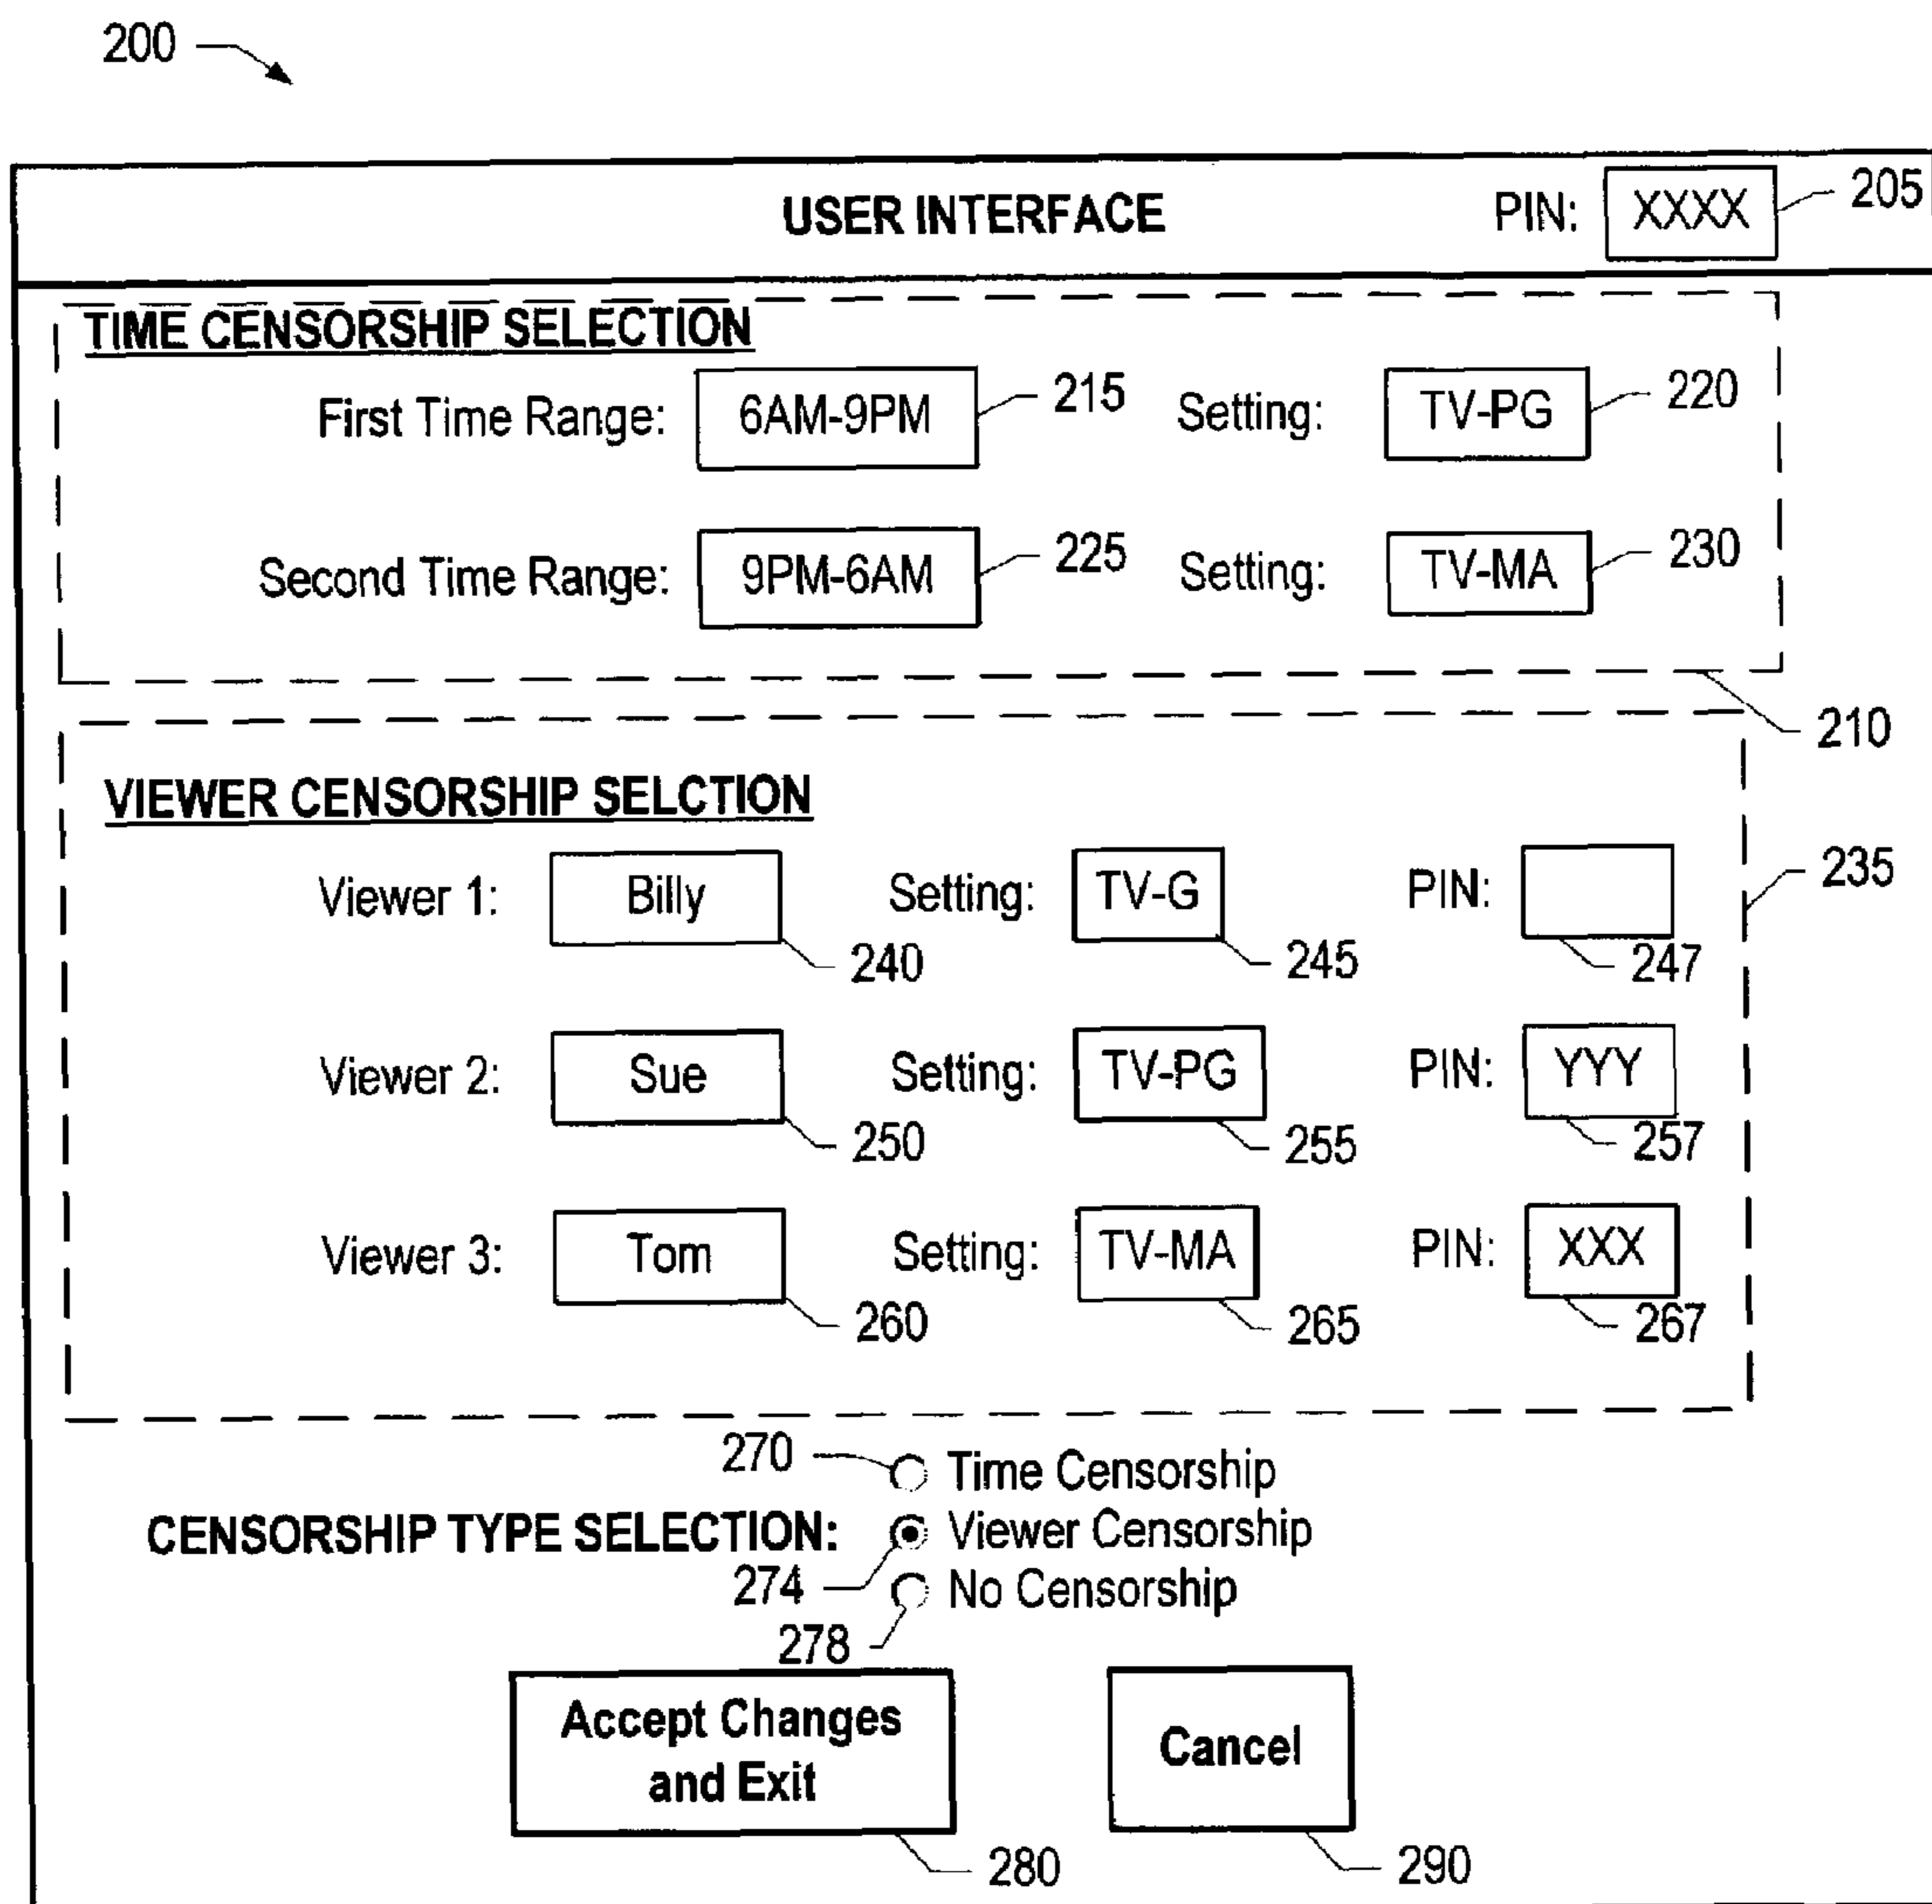 200
USER INTERFACE PIN: XXXX 205
TIME CENSORSHIP SELECTION
First Time Range: 6AM-9PM 215 Setting: TV-PG 220
Second Time Range: 9PM-6AM 225 Setting: TV-MA 230
210
VIEWER CENSORSHIP SELCTION
235
Viewer 1: Billy Setting: TV-G PIN:
240 245 247
Viewer 2: Sue Setting: TV-PG PIN: YYY
250 255 257
Viewer 3: Tom Setting: TV-MA PIN: XXX
260 265 267
270 Time Censorship
CENSORSHIP TYPE SELECTION: Viewer Censorship
274 No Censorship
278
Accept Changes
and Exit
Cancel
280 290